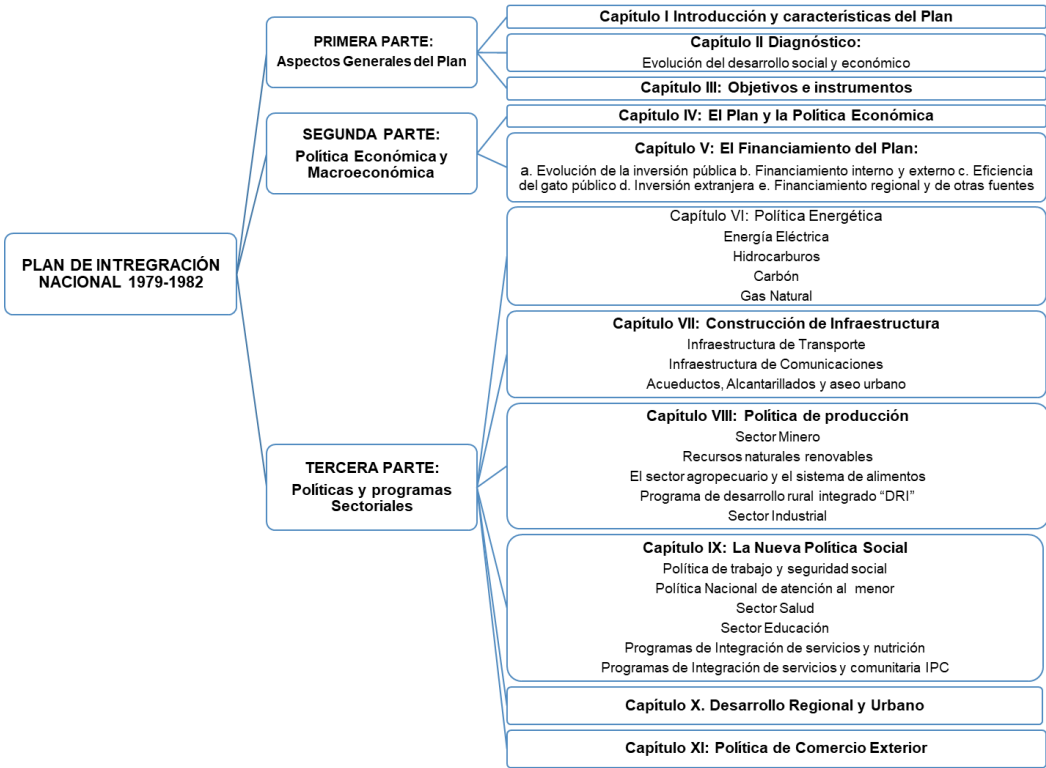 PLAN DE INTREGRACIÓN
NACIONAL 1979-1982
PRIMERA PARTE:
Aspectos Generales del Plan
Capítulo I Introducción y características del Plan
Capítulo II Diagnóstico:
Evolución del desarrollo social y económico
Capítulo III: Objetivos e instrumentos
SEGUNDA PARTE:
Política Económica y
Macroeconómica
Capítulo IV: El Plan y la Política Económica
Capítulo V: El Financiamiento del Plan:
a. Evolución de la inversión pública b. Financiamiento interno y externo c. Eficiencia
del gato público d. Inversión extranjera e. Financiamiento regional y de otras fuentes
TERCERA PARTE:
Políticas y programas
Sectoriales
Capítulo VI: Política Energética
Energía Eléctrica
Hidrocarburos
Carbón
Gas Natural
Capítulo VII: Construcción de Infraestructura
Infraestructura de Transporte
Infraestructura de Comunicaciones
Acueductos, Alcantarillados y aseo urbano
Capítulo VIII: Política de producción
Sector Minero
Recursos naturales renovables
El sector agropecuario y el sistema de alimentos
Programa de desarrollo rural integrado “DRI”
Sector Industrial
Capítulo IX: La Nueva Política Social
Política de trabajo y seguridad social
Política Nacional de atención al menor
Sector Salud
Sector Educación
Programas de Integración de servicios y nutrición
Programas de Integración de servicios y comunitaria IPC
Capítulo X. Desarrollo Regional y Urbano
Capítulo XI: Política de Comercio Exterior